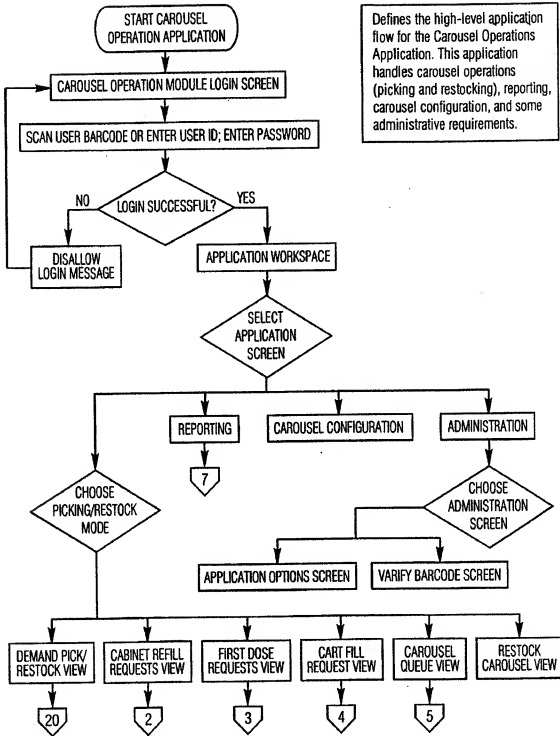 START CAROUSEL
OPERATION APPLICATION
Defines the high-level application
flow for the Carousel Operations
Application. This application
handles carousel operations
(picking and restocking), reporting,
carousel configuration, and some
administrative requirements.
CAROUSEL OPERATION MODULE LOGIN SCREEN
SCAN USER BARCODE OR ENTER USER ID; ENTER PASSWORD
NO
LOGIN SUCCESSFUL?
YES
DISALLOW
LOGIN MESSAGE
APPLICATION WORKSPACE
SELECT
APPLICATION
SCREEN
REPORTING
CAROUSEL CONFIGURATION
ADMINISTRATION
7
CHOOSE
PICKING/RESTOCK
MODE
CHOOSE
ADMINISTRATION
SCREEN
APPLICATION OPTIONS SCREEN
VARIFY BARCODE SCREEN
DEMAND PICK/
RESTOCK VIEW
CABINET REFILL
REQUESTS VIEW
FIRST DOSE
REQUESTS VIEW
CART FILL
REQUEST VIEW
CAROUSEL
QUEUE VIEW
RESTOCK
CAROUSEL VIEW
20
2
3
4
5